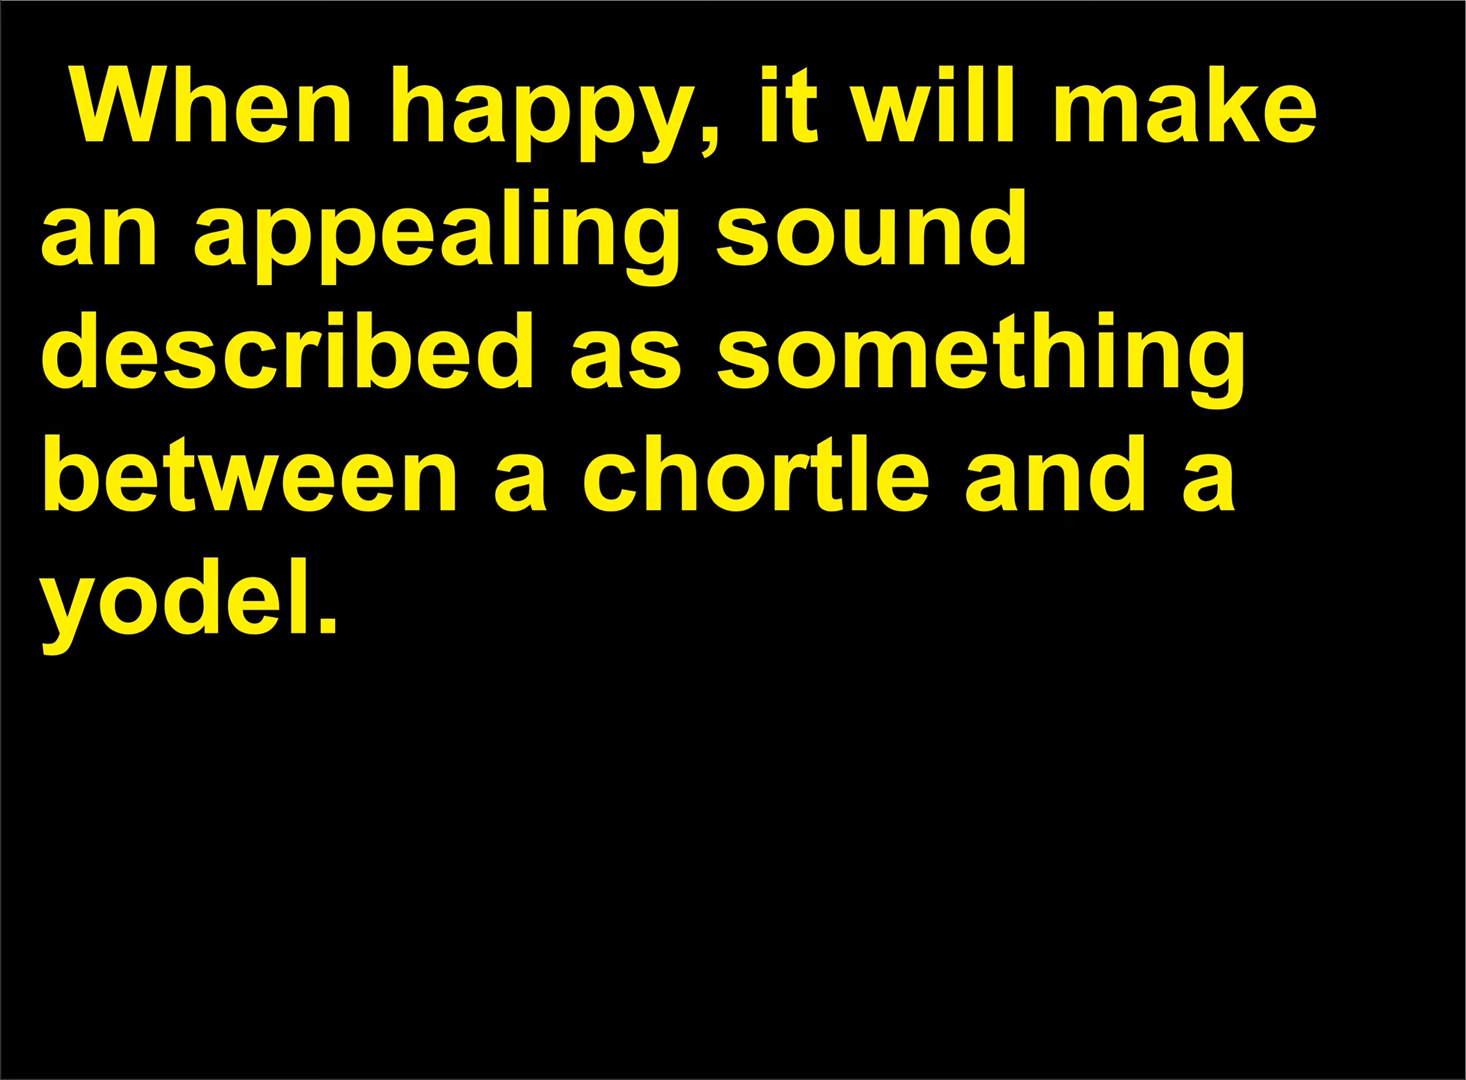 When happy, it will make
an appealing sound
described as something
between a chortle and a
yodel.